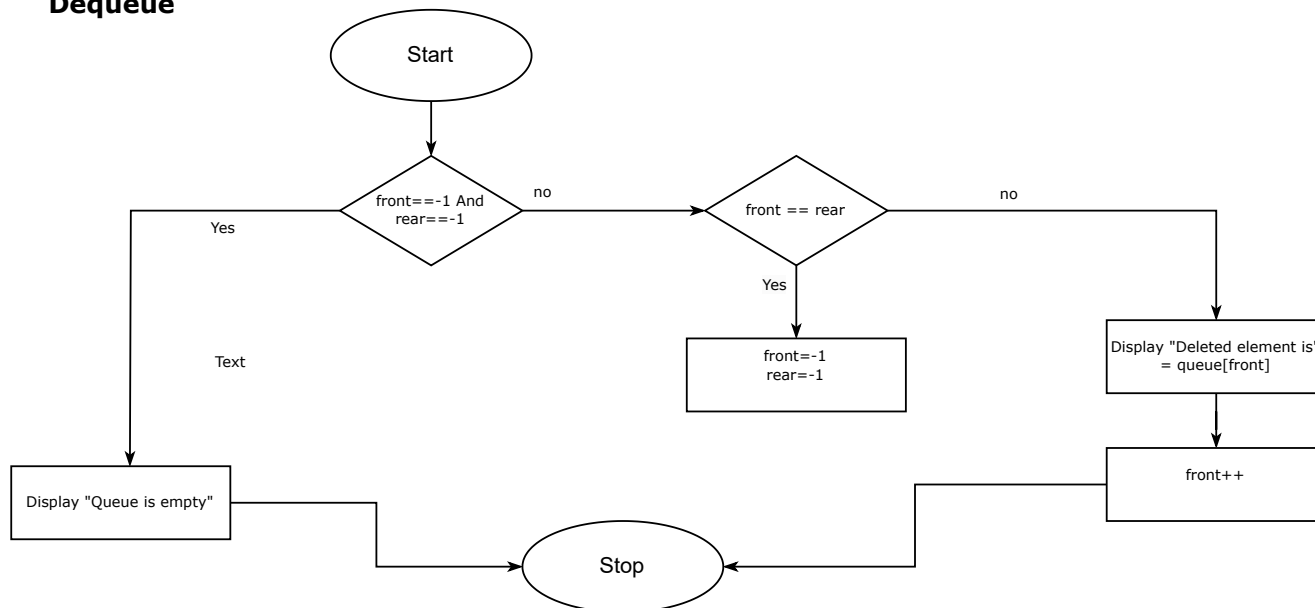 Dequeue
Start
front==-1 And
rear==-1
no
front == rear
no
Yes
Yes
front=-1
rear=-1
Display "Deleted element is"
= queue[front]
Text
front++
Display "Queue is empty"
Stop